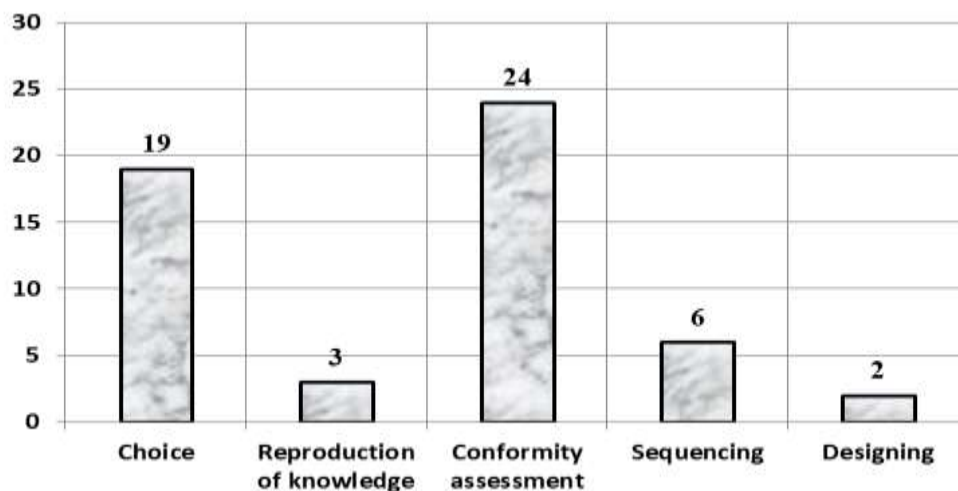 30
25
20
15
10
5
0
19
3
24
6
2
Choice
Reproduction
of knowledge
Conformity
assessment
Sequencing
Designing